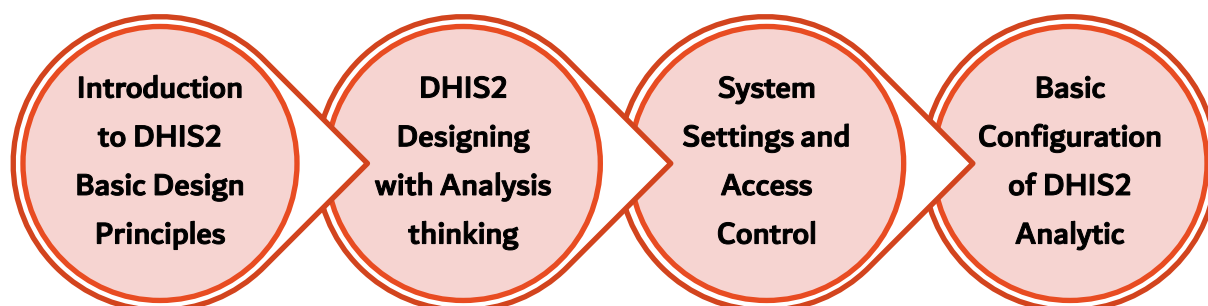 Introduction
to DHIS2
Basic Design
Principles
DHIS2
Designing
with Analysis
thinking
System
Settings and
Access
Control
Basic
Configuration
of DHIS2
Analytic